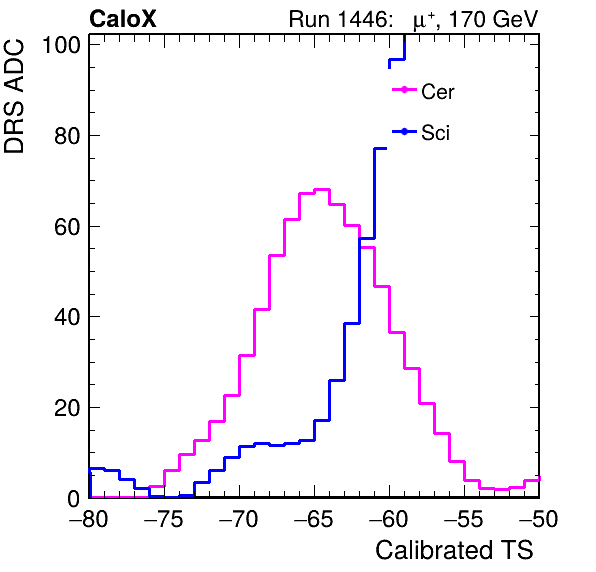 CaloX Run 1446: μ⁺, 170 GeV
DRS ADC
100
80
60
40
20
0
Cer
Sci
−80 −75 −70 −65 −60 −55 −50
Calibrated TS